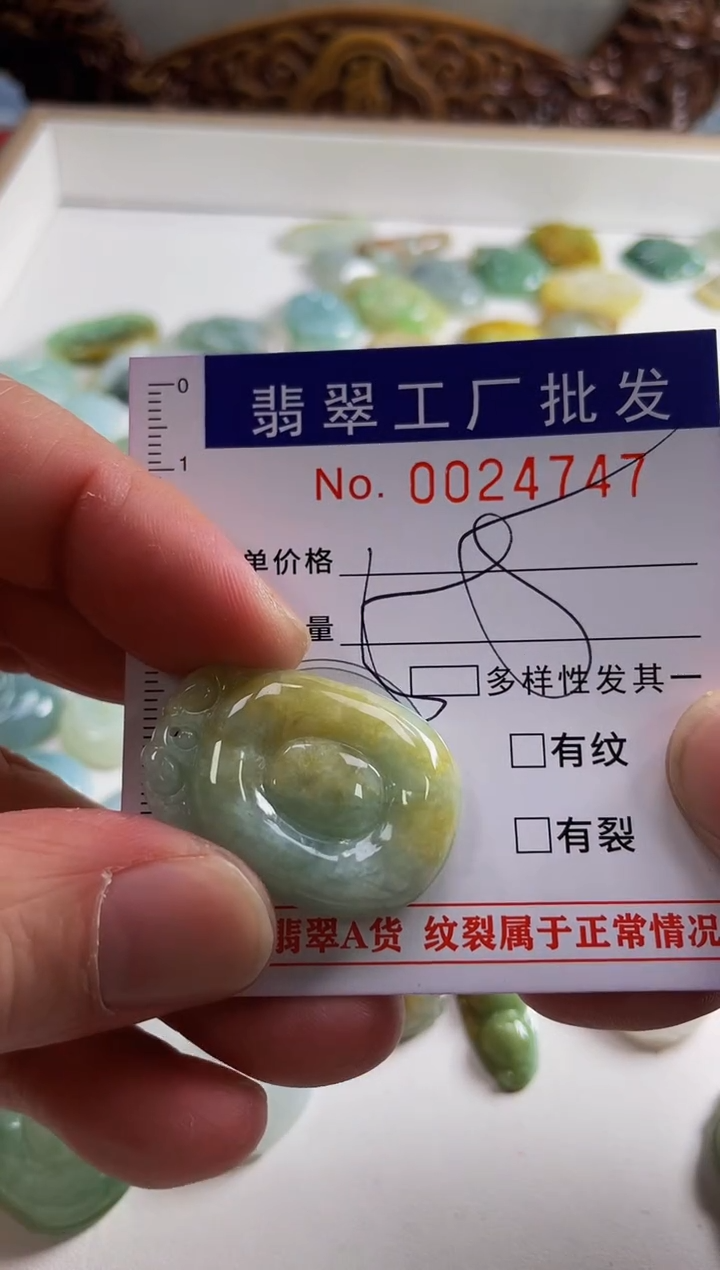 0
翡翠工厂批发
1
No. 0024747
单价格
量
多样性发其一
有纹
有裂
翡翠A货 纹裂属于正常情况